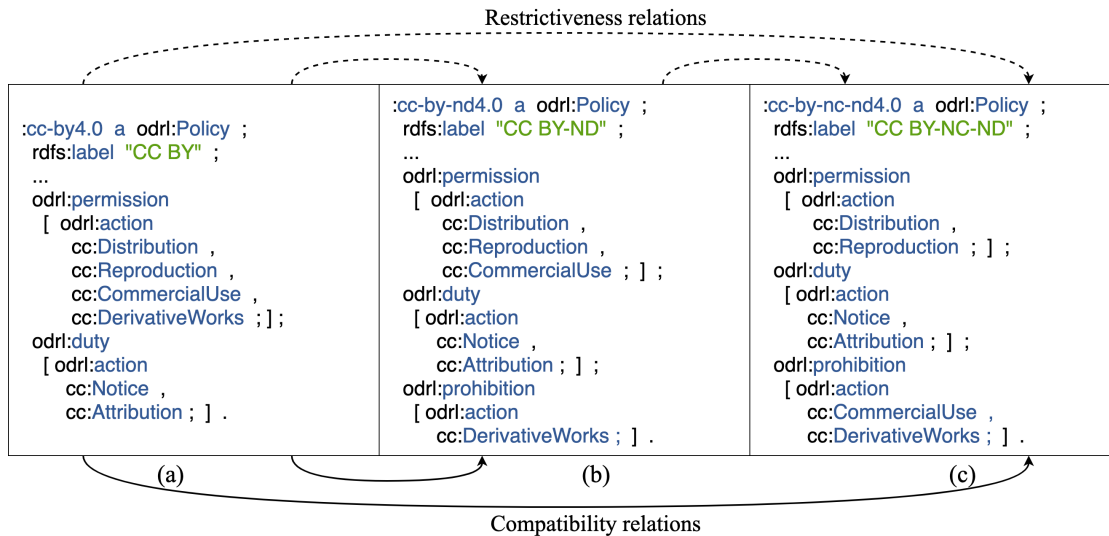 Restrictiveness relations
:cc-by4.0 a odrl:Policy ;
rdfs:label "CC BY" ;
...
odrl:permission
[ odrl:action
cc:Distribution ,
cc:Reproduction ,
cc:CommercialUse ,
cc:DerivativeWorks ; ] ;
odrl:duty
[ odrl:action
cc:Notice ,
cc:Attribution ; ] .
(a)
:cc-by-nd4.0 a odrl:Policy ;
rdfs:label "CC BY-ND" ;
...
odrl:permission
[ odrl:action
cc:Distribution ,
cc:Reproduction ,
cc:CommercialUse ; ] ;
odrl:duty
[ odrl:action
cc:Notice ,
cc:Attribution ; ] ;
odrl:prohibition
[ odrl:action
cc:DerivativeWorks ; ] .
(b)
:cc-by-nc-nd4.0 a odrl:Policy ;
rdfs:label "CC BY-NC-ND" ;
...
odrl:permission
[ odrl:action
cc:Distribution ,
cc:Reproduction ; ] ;
odrl:duty
[ odrl:action
cc:Notice ,
cc:Attribution ; ] ;
odrl:prohibition
[ odrl:action
cc:CommercialUse ,
cc:DerivativeWorks ; ] .
(c)
Compatibility relations